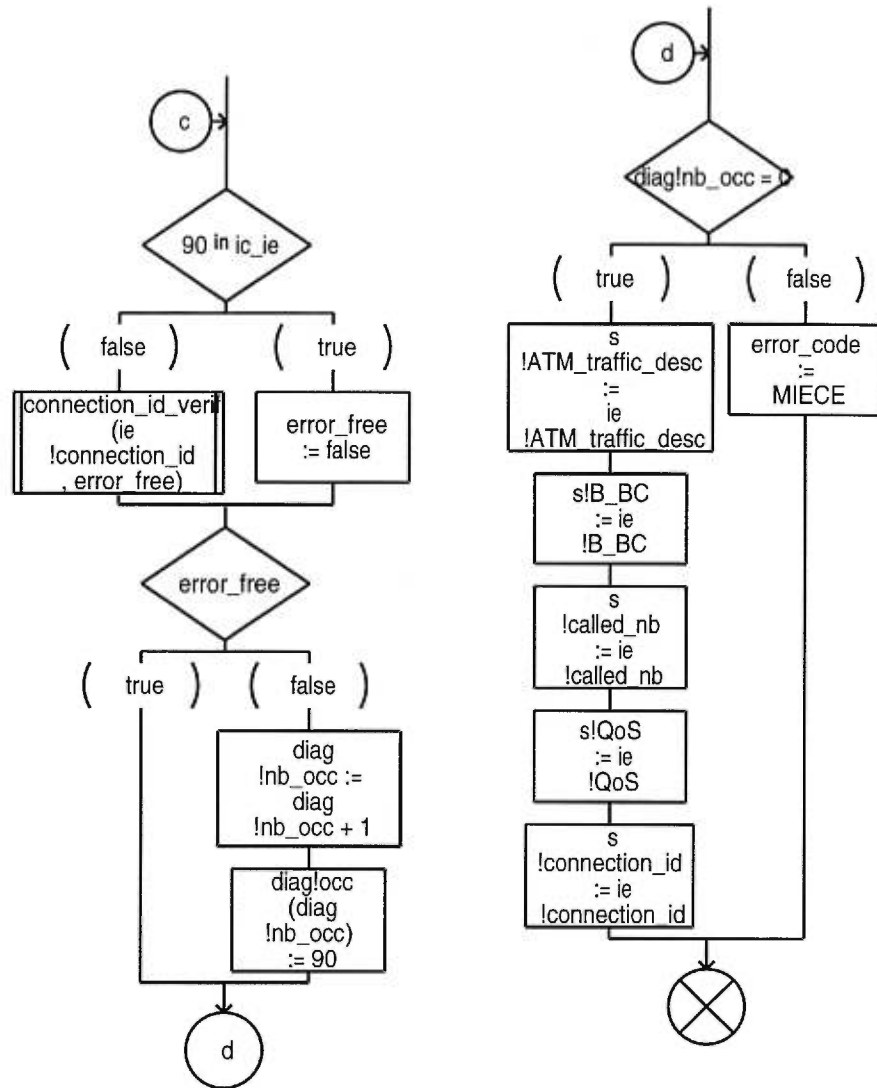 c
90 in ic_ie
( false )
( true )
connection_id_verif
(ie
!connection_id
, error_free)
error_free
:= false
error_free
( true )
( false )
diag
!nb_occ :=
diag
!nb_occ + 1
diag!occ
(diag
!nb_occ)
:= 90
d
d
diag!nb_occ = 0
( true )
( false )
s
!ATM_traffic_desc
:=
ie
!ATM_traffic_desc
error_code
:=
MIECE
s!B_BC
:= ie
!B_BC
s
!called_nb
:= ie
!called_nb
s!QoS
:= ie
!QoS
s
!connection_id
:= ie
!connection_id